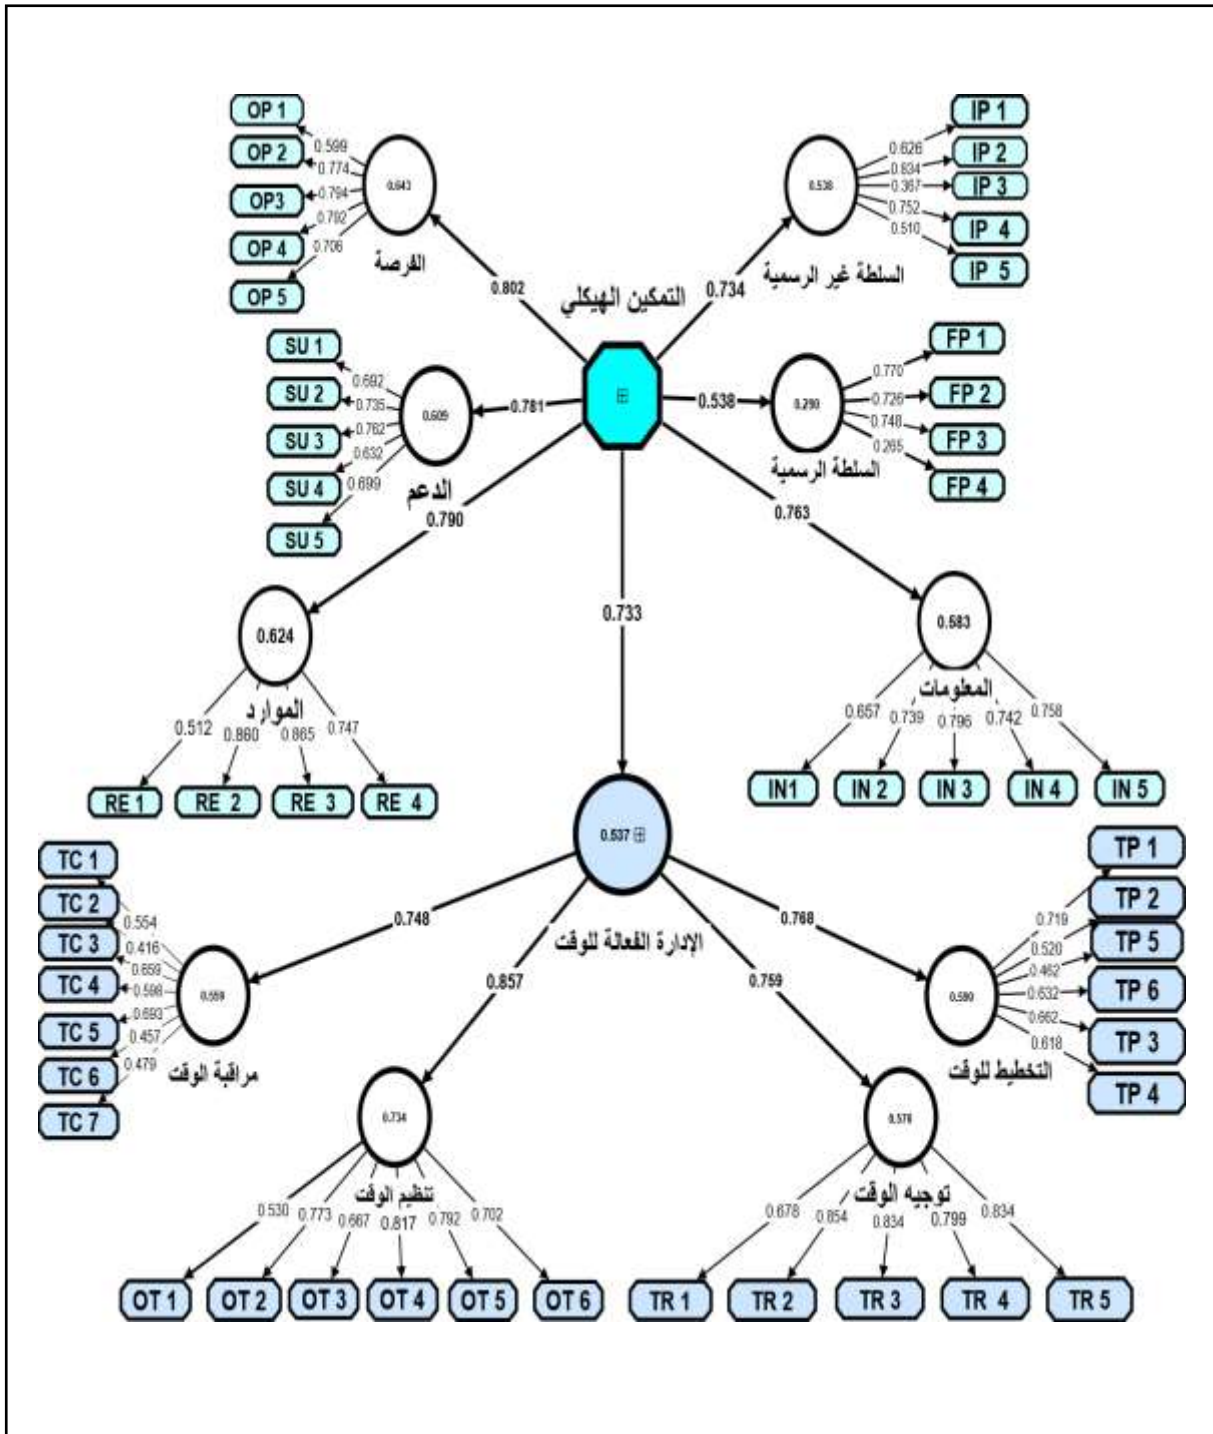 OP 1
0.599
OP 2
0.774
0.643
OP3
0.794
0.792
OP 4
0.706
OP 5
الفرصة
IP 1
0.626
IP 2
0.634
0.538
0.367
IP 3
0.752
IP 4
0.510
IP 5
السلطة غير الرسمية
0.802
التمكين الهيكلي
0.734
SU 1
0.692
SU 2
0.735
0.609
SU 3
0.762
0.632
SU 4
0.699
SU 5
الدعم
0.781
0.538
FP 1
0.770
0.726
FP 2
0.290
0.748
FP 3
0.265
FP 4
السلطة الرسمية
0.790
0.763
0.733
0.624
الموارد
0.512
0.860
0.865
0.747
RE 1
RE 2
RE 3
RE 4
0.583
المعلومات
0.657
0.739
0.796
0.742
0.758
IN1
IN 2
IN 3
IN 4
IN 5
0.537
الإدارة الفعالة للوقت
TC 1
TC 2
0.554
0.416
TC 3
0.659
TC 4
0.598
0.559
0.693
TC 5
0.457
TC 6
0.479
TC 7
مراقبة الوقت
0.748
0.857
0.759
0.768
TP 1
0.719
TP 2
0.520
TP 5
0.462
0.590
0.632
TP 6
0.662
TP 3
0.618
TP 4
التخطيط للوقت
0.734
تنظيم الوقت
0.530
0.773
0.667
0.817
0.792
0.702
OT 1
OT 2
OT 3
OT 4
OT 5
OT 6
0.576
توجيه الوقت
0.678
0.854
0.834
0.799
0.834
TR 1
TR 2
TR 3
TR 4
TR 5